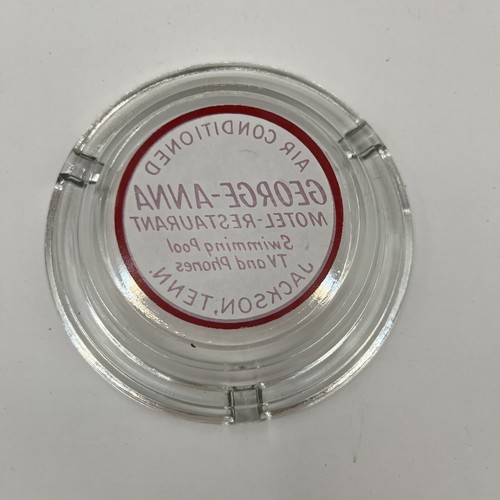 AIR CONDITIONED
GEORGE-ANNA
MOTEL-RESTAURANT
Swimming Pool
TV and Phones
JACKSON, TENN.